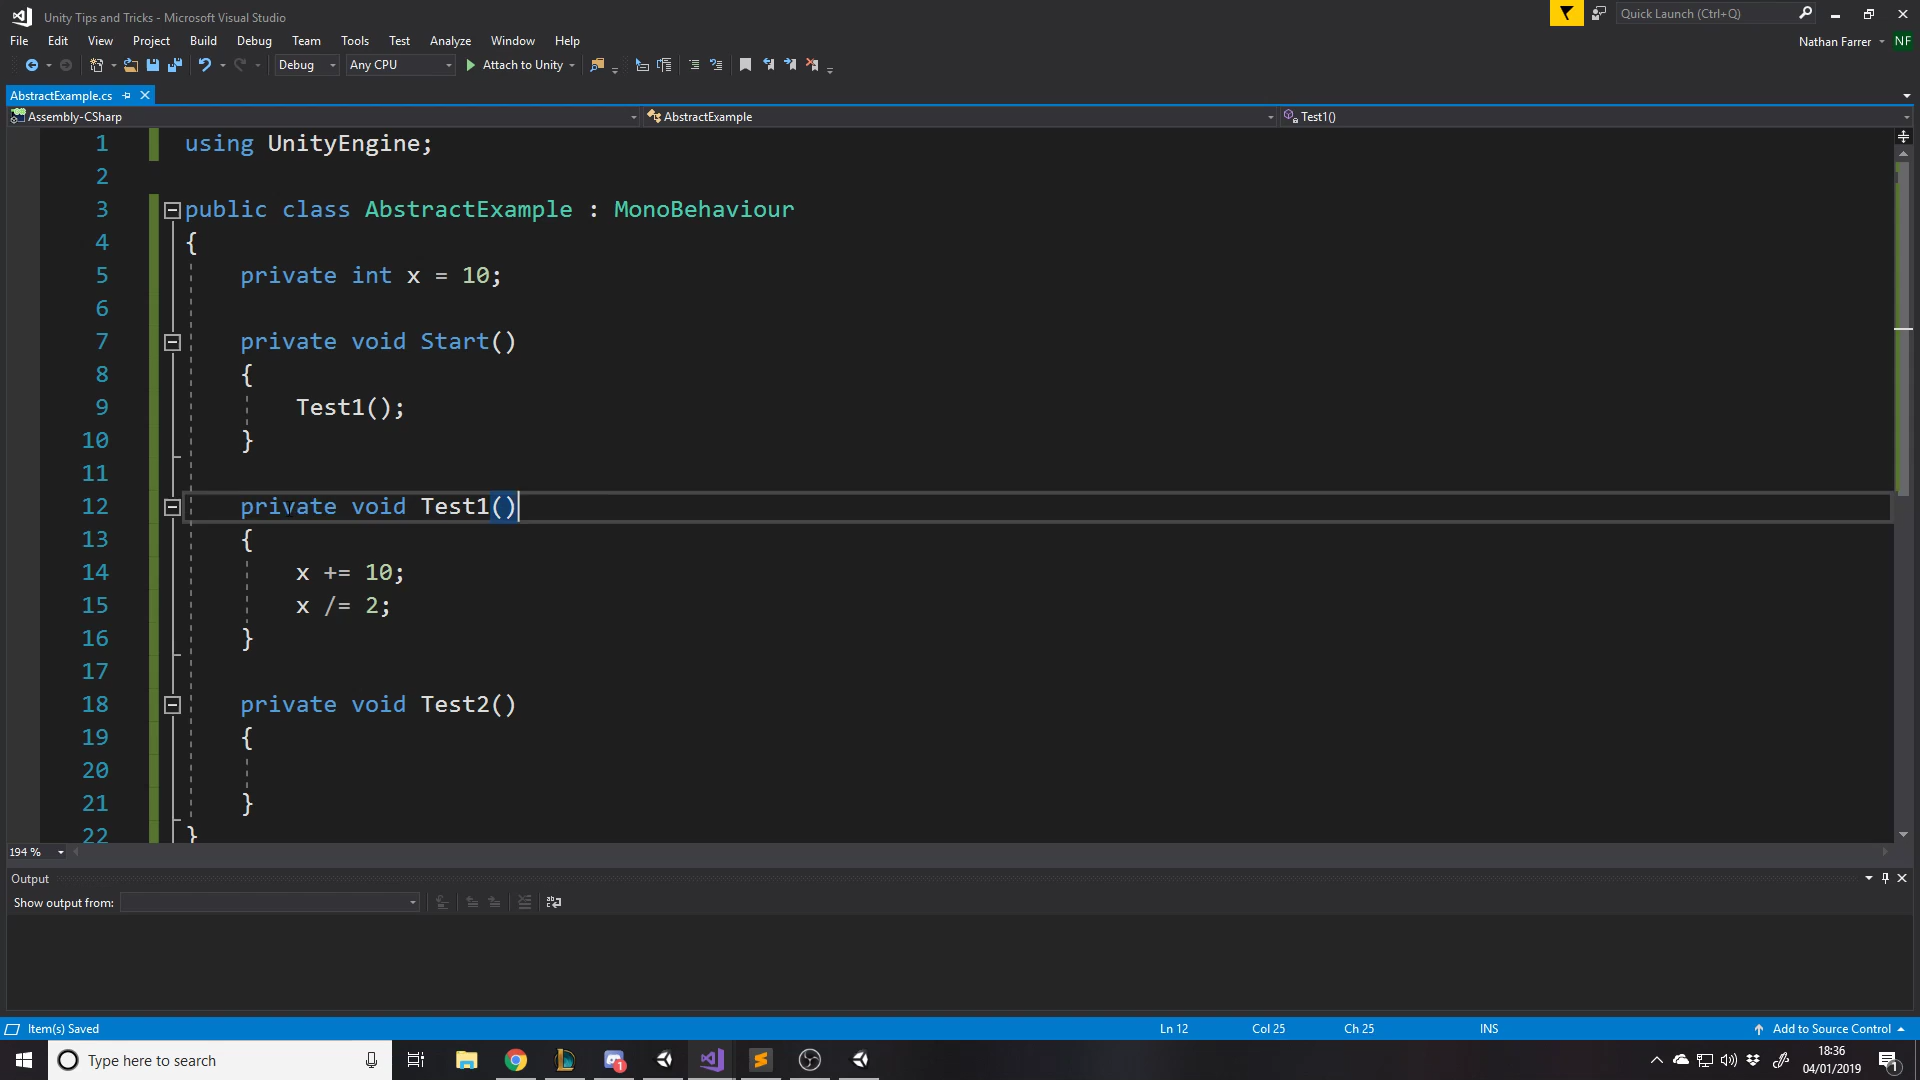 Unity Tips and Tricks - Microsoft Visual Studio
Quick Launch (Ctrl+Q)
File Edit View Project Build Debug Team Tools Test Analyze Window Help
Nathan Farrer NF
Debug Any CPU Attach to Unity
AbstractExample.cs
Assembly-CSharp AbstractExample Test1()
1 using UnityEngine;
2
3 public class AbstractExample : MonoBehaviour
4 {
5 private int x = 10;
6
7 private void Start()
8 {
9 Test1();
10 }
11
12 private void Test1()
13 {
14 x += 10;
15 x /= 2;
16 }
17
18 private void Test2()
19 {
20
21 }
22 }
194 %
Output
Show output from:
Item(s) Saved Ln 12 Col 25 Ch 25 INS Add to Source Control
Type here to search
18:36
04/01/2019